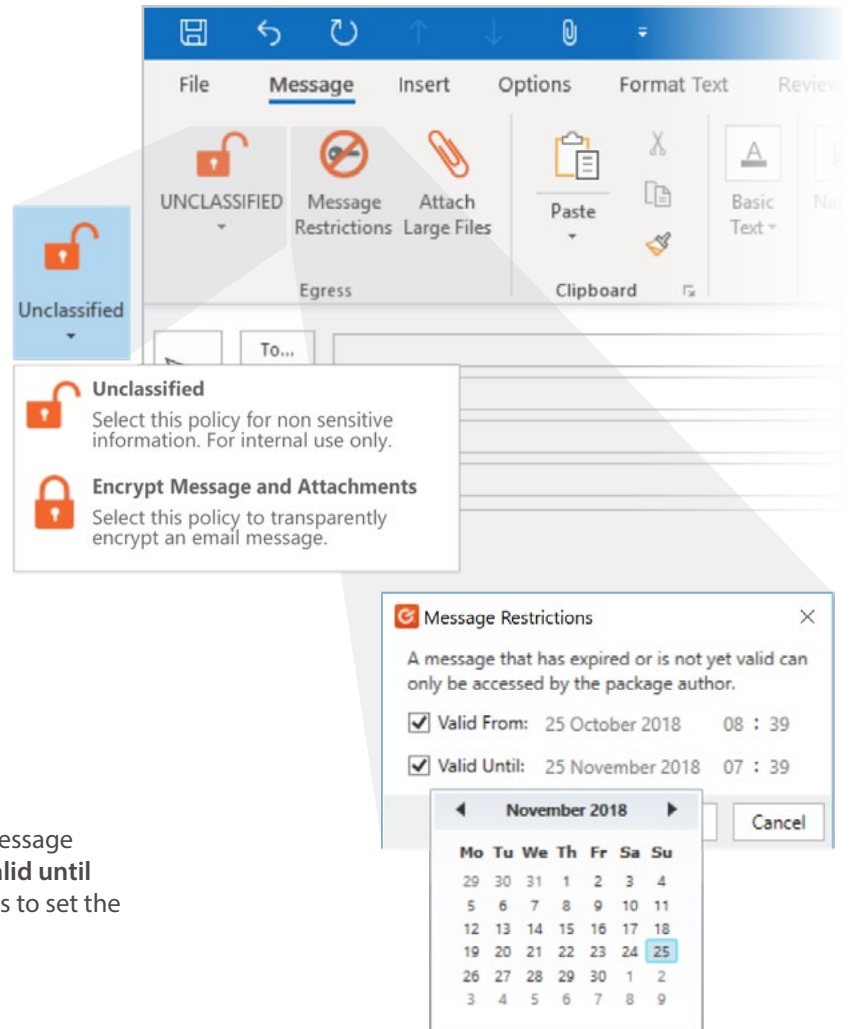 File Message Insert Options Format Text Review
UNCLASSIFIED
Message
Restrictions
Attach
Large Files
Paste
Basic
Text
Egress
Clipboard
Unclassified
To...
Unclassified
Select this policy for non sensitive
information. For internal use only.
Encrypt Message and Attachments
Select this policy to transparently
encrypt an email message.
Message Restrictions
A message that has expired or is not yet valid can
only be accessed by the package author.
Valid From: 25 October 2018 08 : 39
Valid Until: 25 November 2018 07 : 39
Cancel
November 2018
Mo Tu We Th Fr Sa Su
29 30 31 1 2 3 4
5 6 7 8 9 10 11
12 13 14 15 16 17 18
19 20 21 22 23 24 25
26 27 28 29 30 1 2
3 4 5 6 7 8 9
until
s to set the